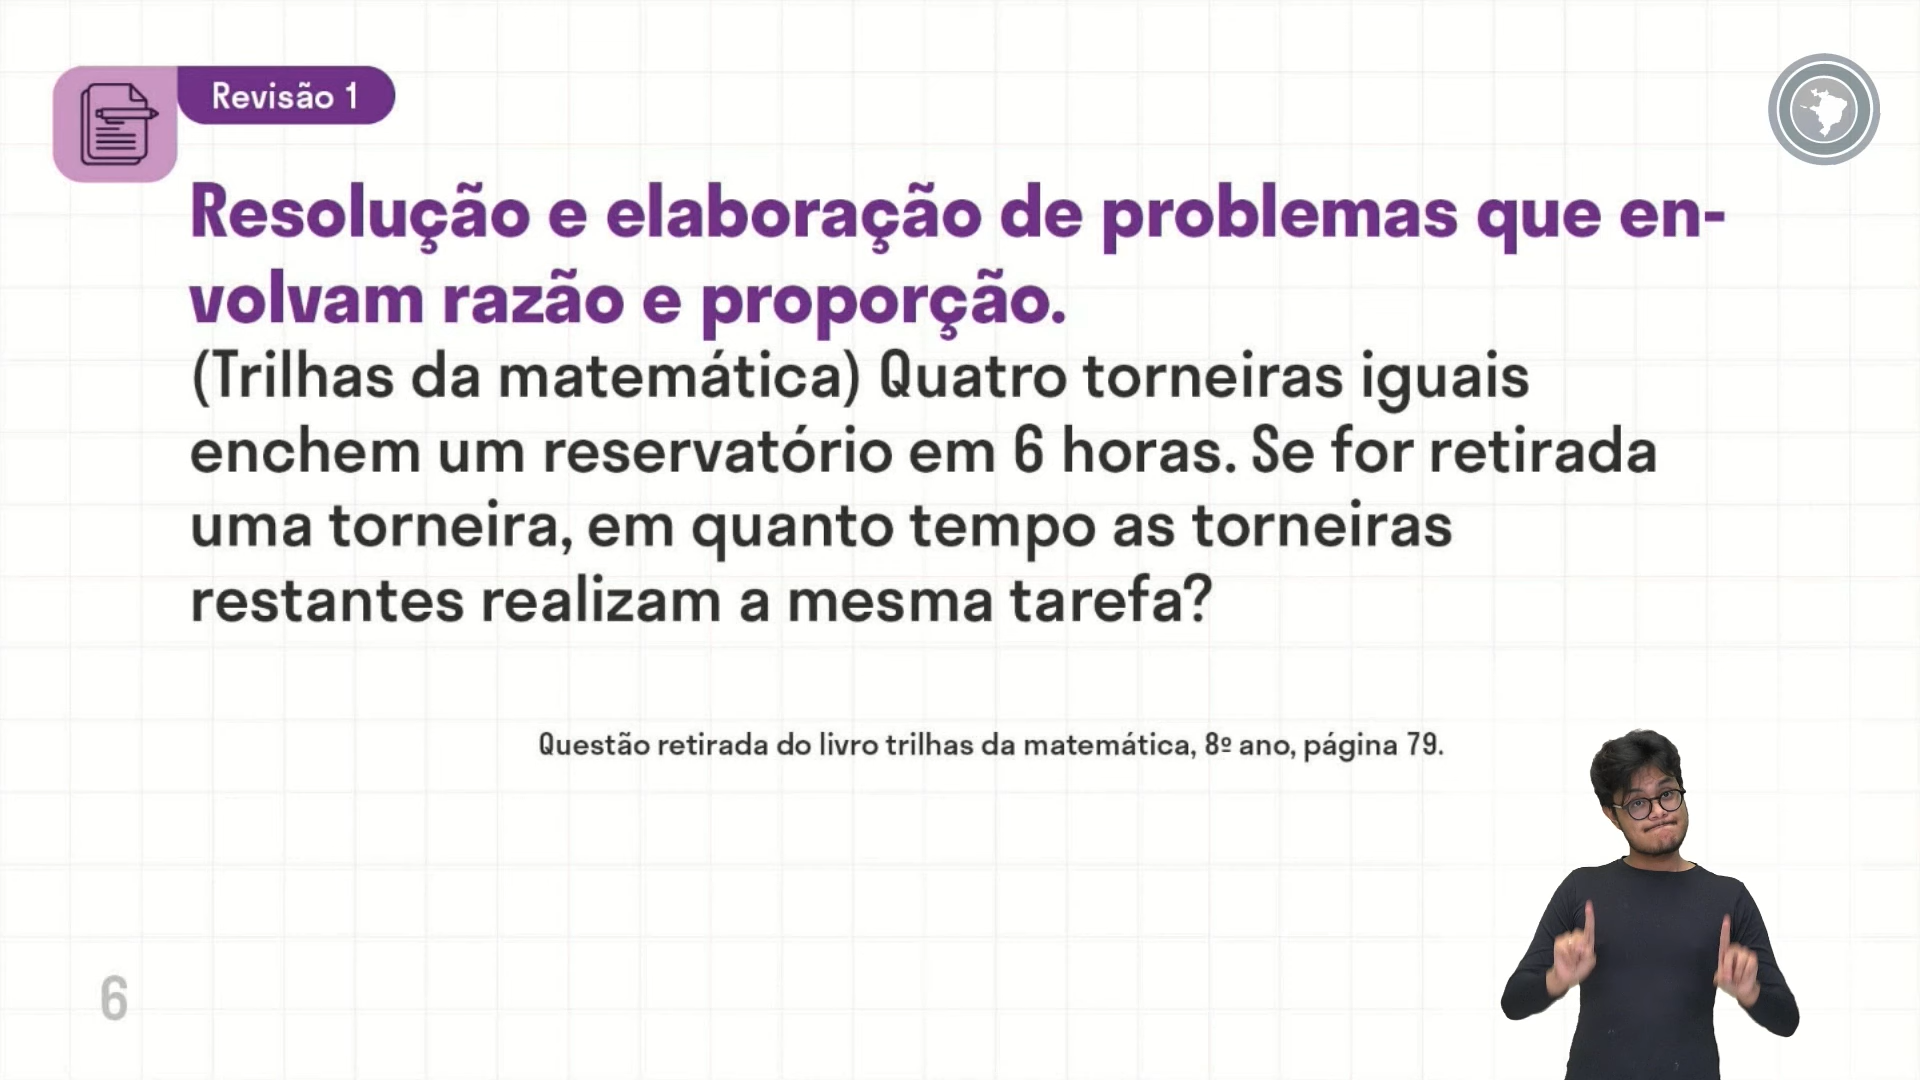 Revisão 1
Resolução e elaboração de problemas que en-
volvam razão e proporção.
(Trilhas da matemática) Quatro torneiras iguais
enchem um reservatório em 6 horas. Se for retirada
uma torneira, em quanto tempo as torneiras
restantes realizam a mesma tarefa?
Questão retirada do livro trilhas da matemática, 8º ano, página 79.
6